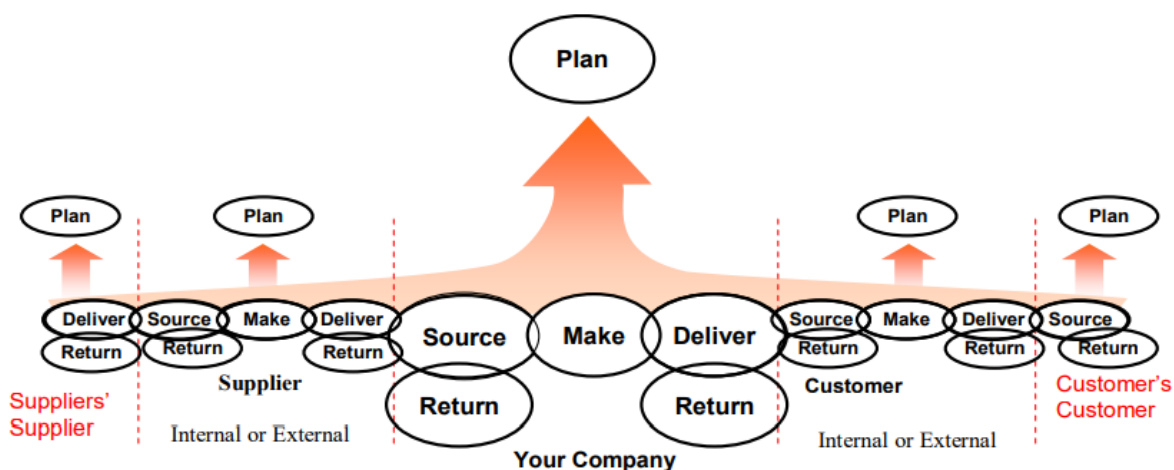 Plan
Plan
Plan
Plan
Plan
Deliver
Source
Make
Deliver
Source
Make
Deliver
Source
Make
Deliver
Source
Return
Return
Return
Return
Return
Return
Return
Return
Supplier
Customer
Suppliers'
Supplier
Customer's
Customer
Internal or External
Internal or External
Your Company